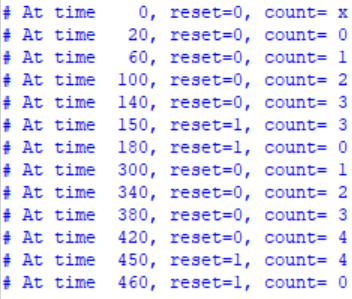 # At time    0, reset=0, count= x
# At time   20, reset=0, count= 0
# At time   60, reset=0, count= 1
# At time  100, reset=0, count= 2
# At time  140, reset=0, count= 3
# At time  150, reset=1, count= 3
# At time  180, reset=1, count= 0
# At time  300, reset=0, count= 1
# At time  340, reset=0, count= 2
# At time  380, reset=0, count= 3
# At time  420, reset=0, count= 4
# At time  450, reset=1, count= 4
# At time  460, reset=1, count= 0